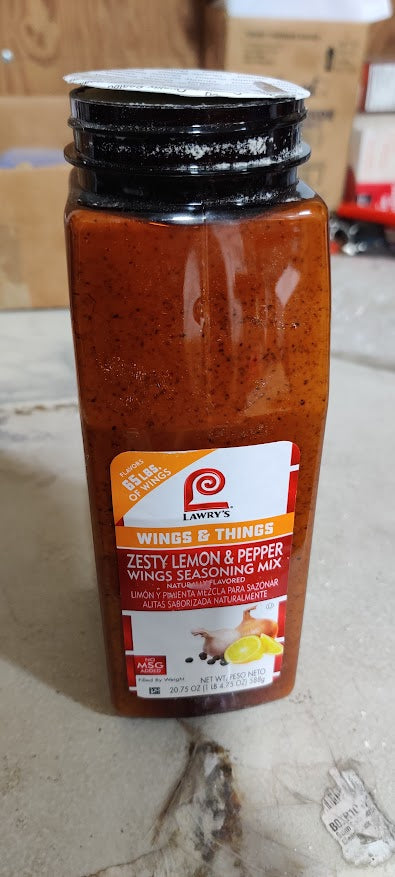 FLAVORS
65 LBS.
OF WINGS
LAWRY'S
WINGS & THINGS
ZESTY LEMON & PEPPER
WINGS SEASONING MIX
NATURALLY FLAVORED
LIMÓN Y PIMIENTA MEZCLA PARA SAZONAR
ALITAS SABORIZADA NATURALMENTE
NO
MSG
ADDED
Filled By Weight.
NET WT, PESO NETO
20.75 OZ (1 LB 4.75 OZ) 588g